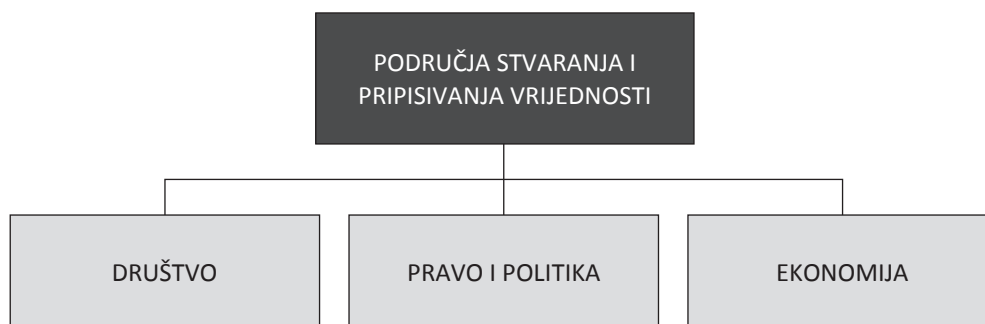 PODRUČJA STVARANJA I
PRIPISIVANJA VRIJEDNOSTI
DRUŠTVO
PRAVO I POLITIKA
EKONOMIJA